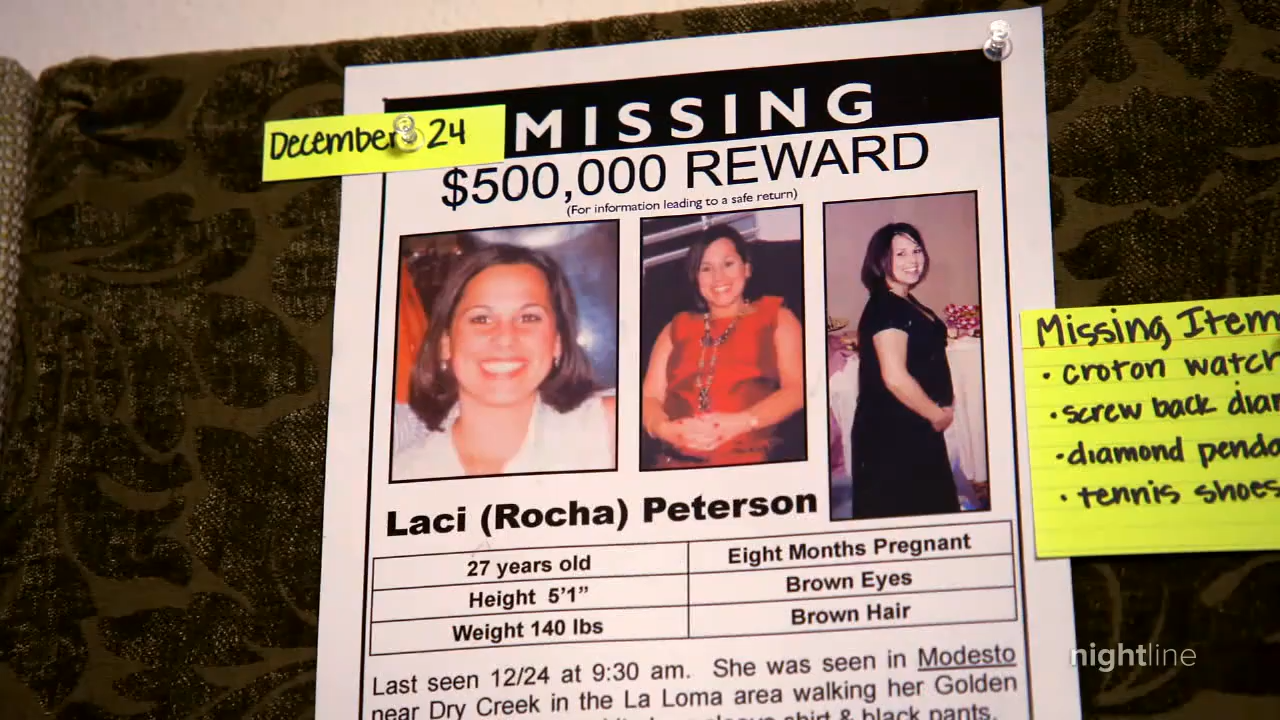 December 24
MISSING
$500,000 REWARD
(For information leading to a safe return)
Laci (Rocha) Peterson
27 years old
Eight Months Pregnant
Height 5'1"
Brown Eyes
Weight 140 lbs
Brown Hair
Last seen 12/24 at 9:30 am. She was seen in Modesto
near Dry Creek in the La Loma area walking her Golden
shirt & black pants.
Missing Item
• croton watch
• screw back
• diamond
• tennis shoes
nightline